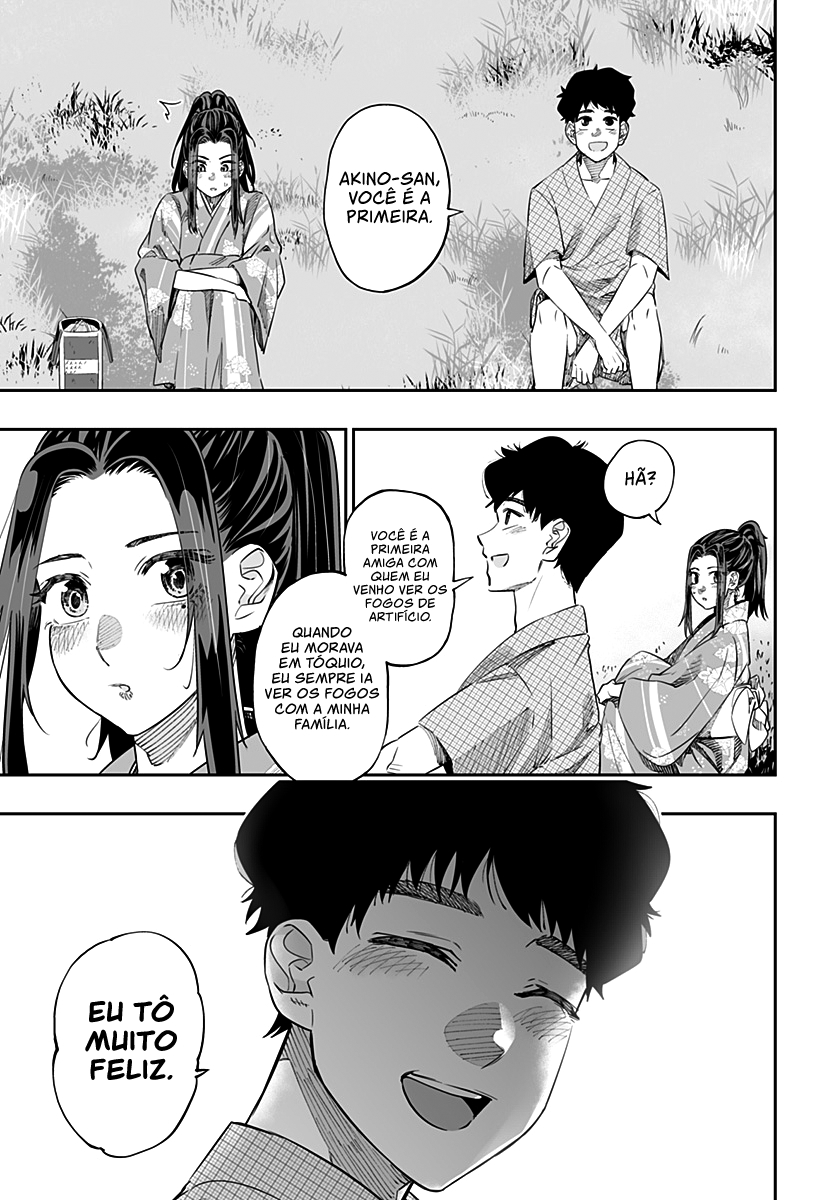 AKINO-SAN,
VOCÊ É A
PRIMEIRA.
HÃ?
VOCÊ É A
PRIMEIRA
AMIGA COM
QUEM EU
VENHO VER OS
FOGOS DE
ARTIFÍCIO.
QUANDO
EU MORAVA
EM TÓQUIO,
EU SEMPRE IA
VER OS FOGOS
COM A MINHA
FAMÍLIA.
EU TÔ
MUITO
FELIZ.